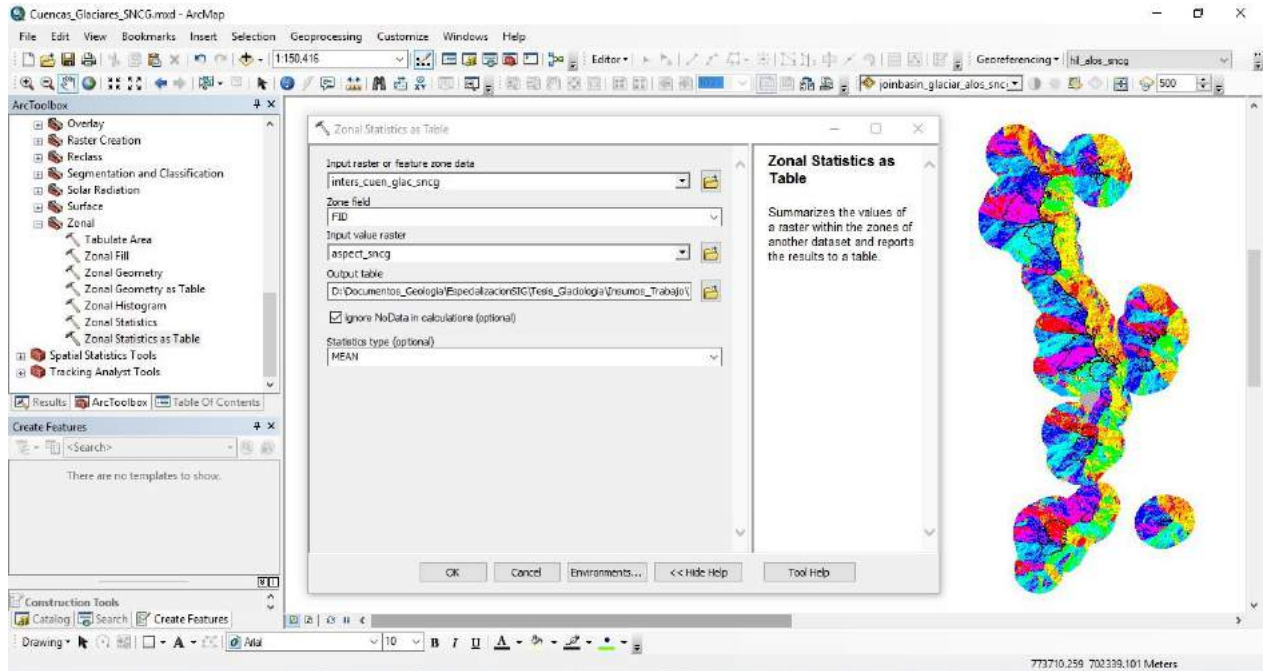 Cuencas_Glaciares_SNCG.mxd - ArcMap
File Edit View Bookmarks Insert Selection Geoprocessing Customize Windows Help
1:150.416
Editor
Georeferencing
hil_alos_sncg
joinbasin_glaciar_alos_snc
500
ArcToolbox
Overlay
Raster Creation
Reclass
Segmentation and Classification
Solar Radiation
Surface
Zonal
Tabulate Area
Zonal Fill
Zonal Geometry
Zonal Geometry as Table
Zonal Histogram
Zonal Statistics
Zonal Statistics as Table
Spatial Statistics Tools
Tracking Analyst Tools
Results ArcToolbox Table Of Contents
Create Features
<Search>
There are no templates to show.
Construction Tools
Catalog Search Create Features
Zonal Statistics as Table
Input raster or feature zone data
inters_cuen_glac_sncg
Zone field
FID
Input value raster
aspect_sncg
Output table
D:\Documentos_Geologia\EspecializacionSIG\Tesis_Glaciologia\Insumos_Trabajo\
Ignore NoData in calculations (optional)
Statistics type (optional)
MEAN
OK Cancel Environments... << Hide Help Tool Help
Zonal Statistics as
Table
Summarizes the values of
a raster within the zones of
another dataset and reports
the results to a table.
Drawing A Arial 10 B I U A
773710.259 702339.101 Meters